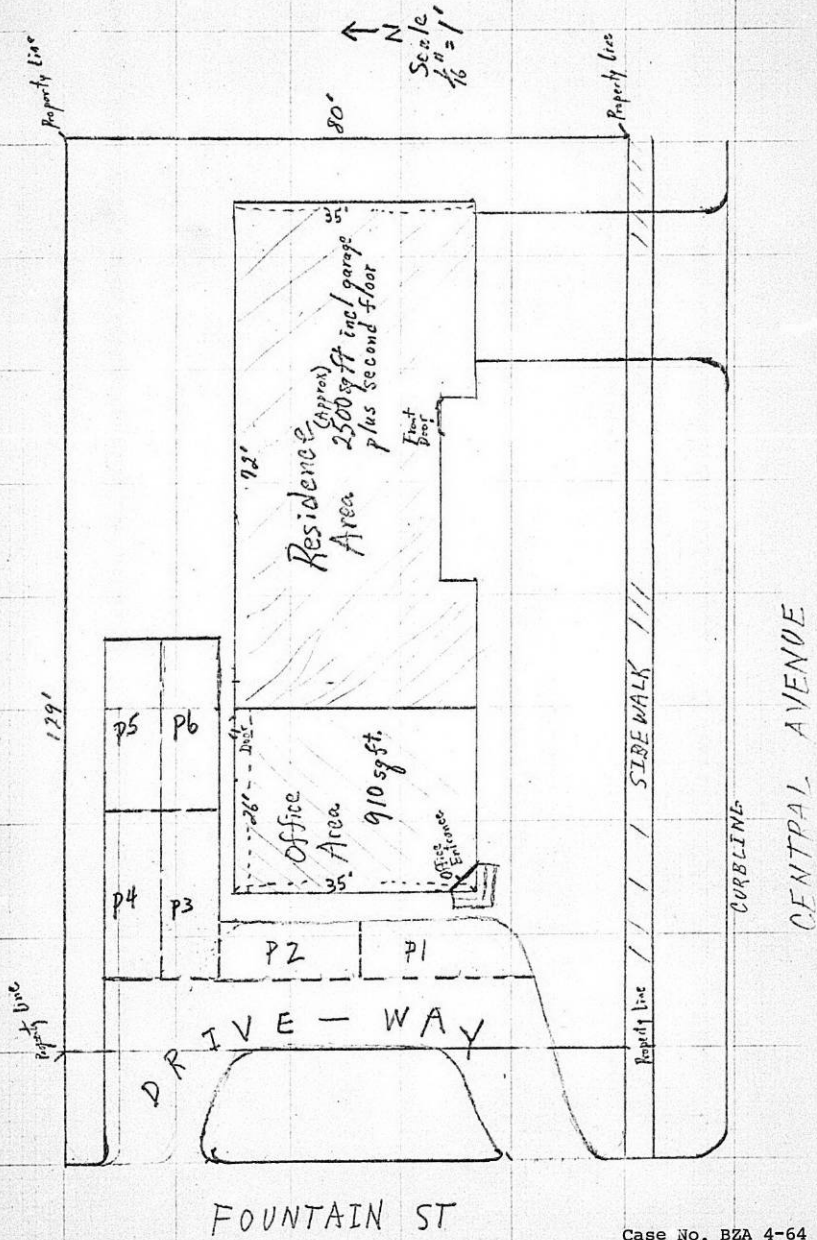 Property line
80'
↑
N
Scale
1/16" = 1'
Property line
35'
Residence
(Approx)
Area
2500 sq ft incl garage
plus second floor
72'
Front
Door
129'
P5
P6
P4
P3
Door
26'
Office
Area
910 sq ft.
35'
Office
Entrance
P2
P1
DRIVE-WAY
Property line
Property line
SIDEWALK
CURBLINE
CENTRAL AVENUE
FOUNTAIN ST
Case No. BZA 4-64